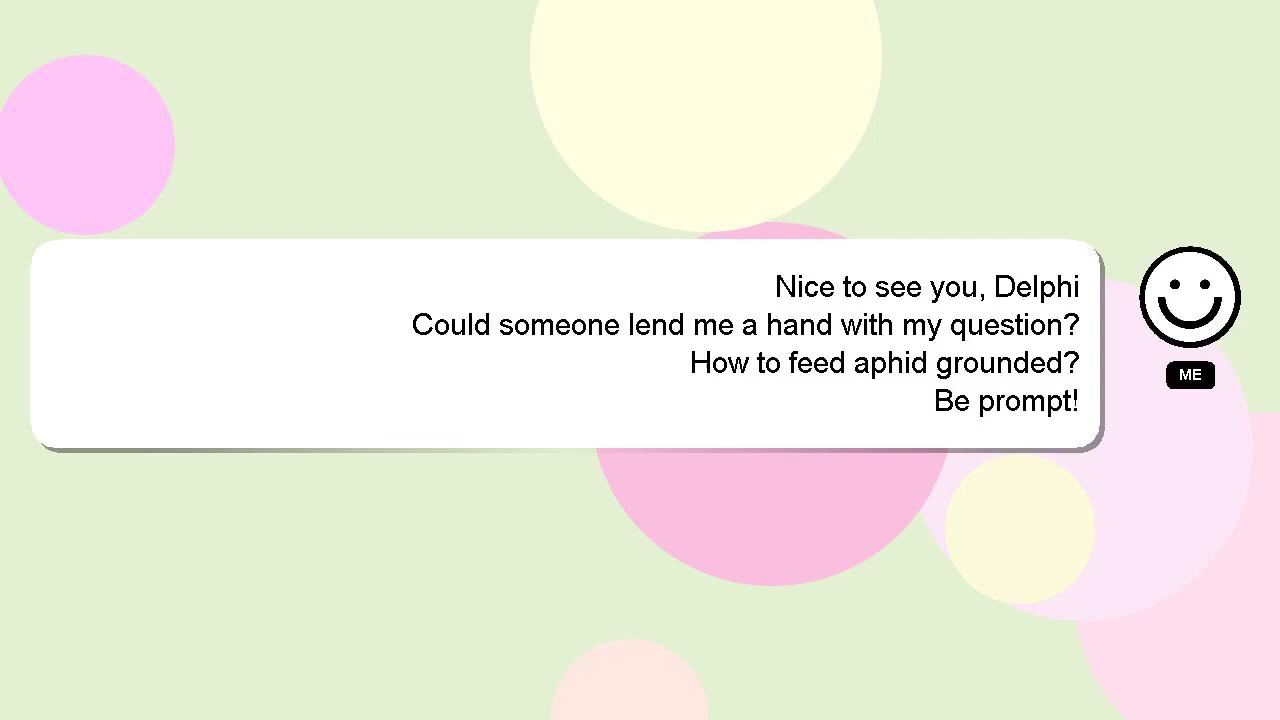 Nice to see you, Delphi
Could someone lend me a hand with my question?
How to feed aphid grounded?
Be prompt!
ME